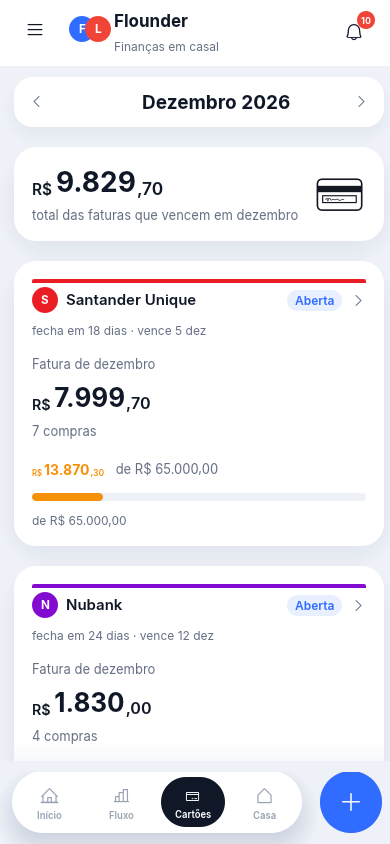 F L Flounder
Finanças em casal
10
Dezembro 2026
R$ 9.829,70
total das faturas que vencem em dezembro
S Santander Unique Aberta
fecha em 18 dias · vence 5 dez
Fatura de dezembro
R$ 7.999,70
7 compras
R$ 13.870,30 de R$ 65.000,00
de R$ 65.000,00
N Nubank Aberta
fecha em 24 dias · vence 12 dez
Fatura de dezembro
R$ 1.830,00
4 compras
Início Fluxo Cartões Casa